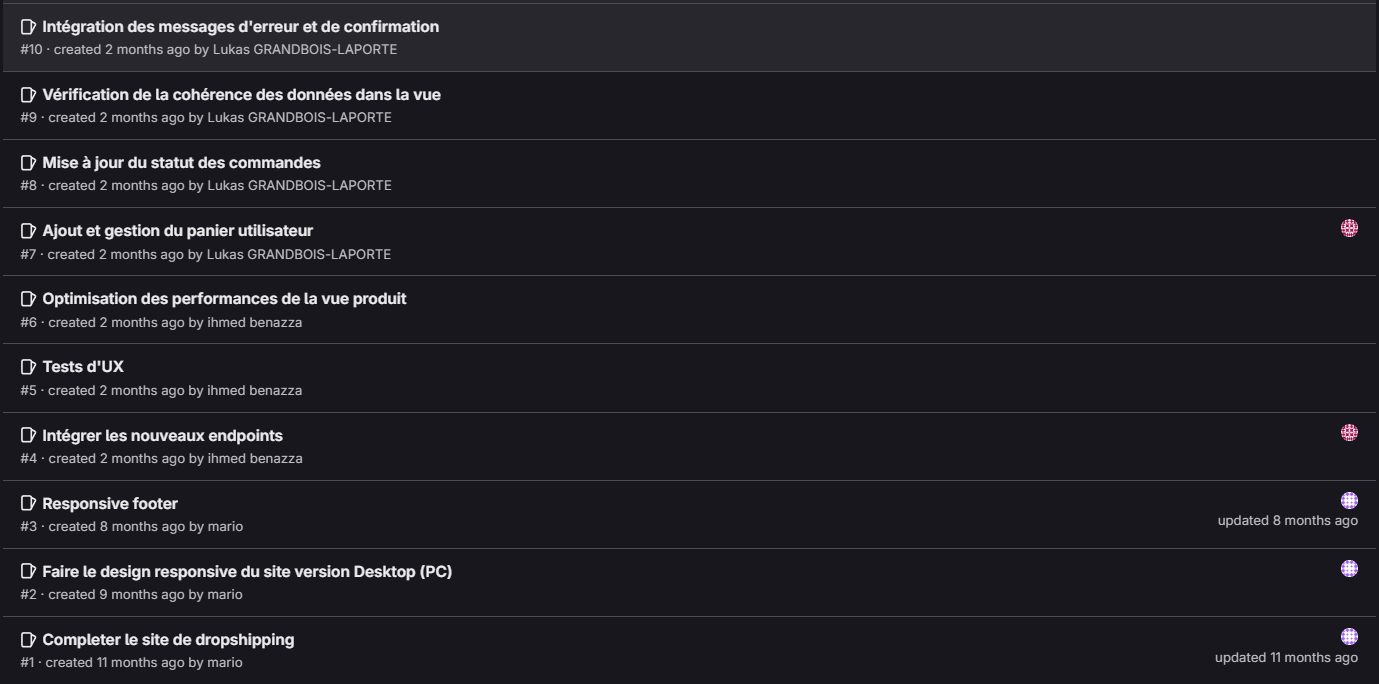 Intégration des messages d'erreur et de confirmation
#10 · created 2 months ago by Lukas GRANDBOIS-LAPORTE
Vérification de la cohérence des données dans la vue
#9 · created 2 months ago by Lukas GRANDBOIS-LAPORTE
Mise à jour du statut des commandes
#8 · created 2 months ago by Lukas GRANDBOIS-LAPORTE
Ajout et gestion du panier utilisateur
#7 · created 2 months ago by Lukas GRANDBOIS-LAPORTE
Optimisation des performances de la vue produit
#6 · created 2 months ago by ihmed benazza
Tests d'UX
#5 · created 2 months ago by ihmed benazza
Intégrer les nouveaux endpoints
#4 · created 2 months ago by ihmed benazza
Responsive footer
#3 · created 8 months ago by mario
updated 8 months ago
Faire le design responsive du site version Desktop (PC)
#2 · created 9 months ago by mario
Completer le site de dropshipping
#1 · created 11 months ago by mario
updated 11 months ago